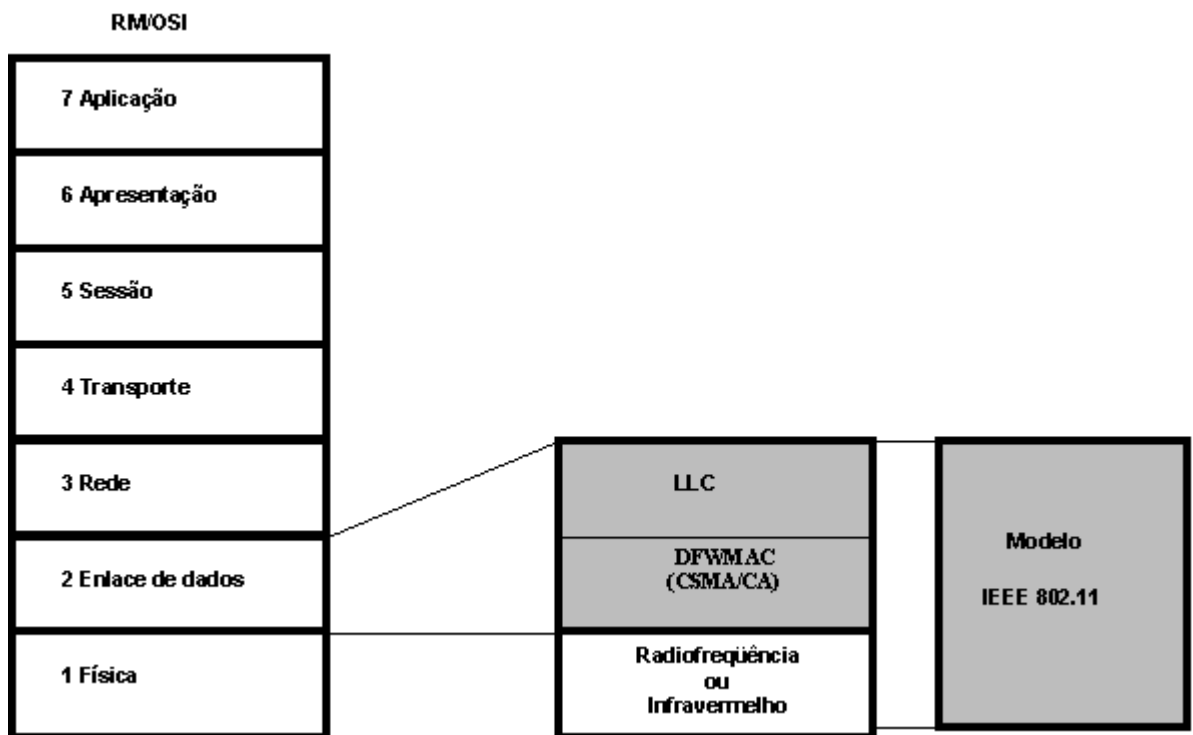 RM/OSI
7 Aplicação
6 Apresentação
5 Sessão
4 Transporte
3 Rede
2 Enlace de dados
1 Física
LLC
DFWMAC
(CSMA/CA)
Radiofreqüência
ou
Infravermelho
Modelo
IEEE 802.11